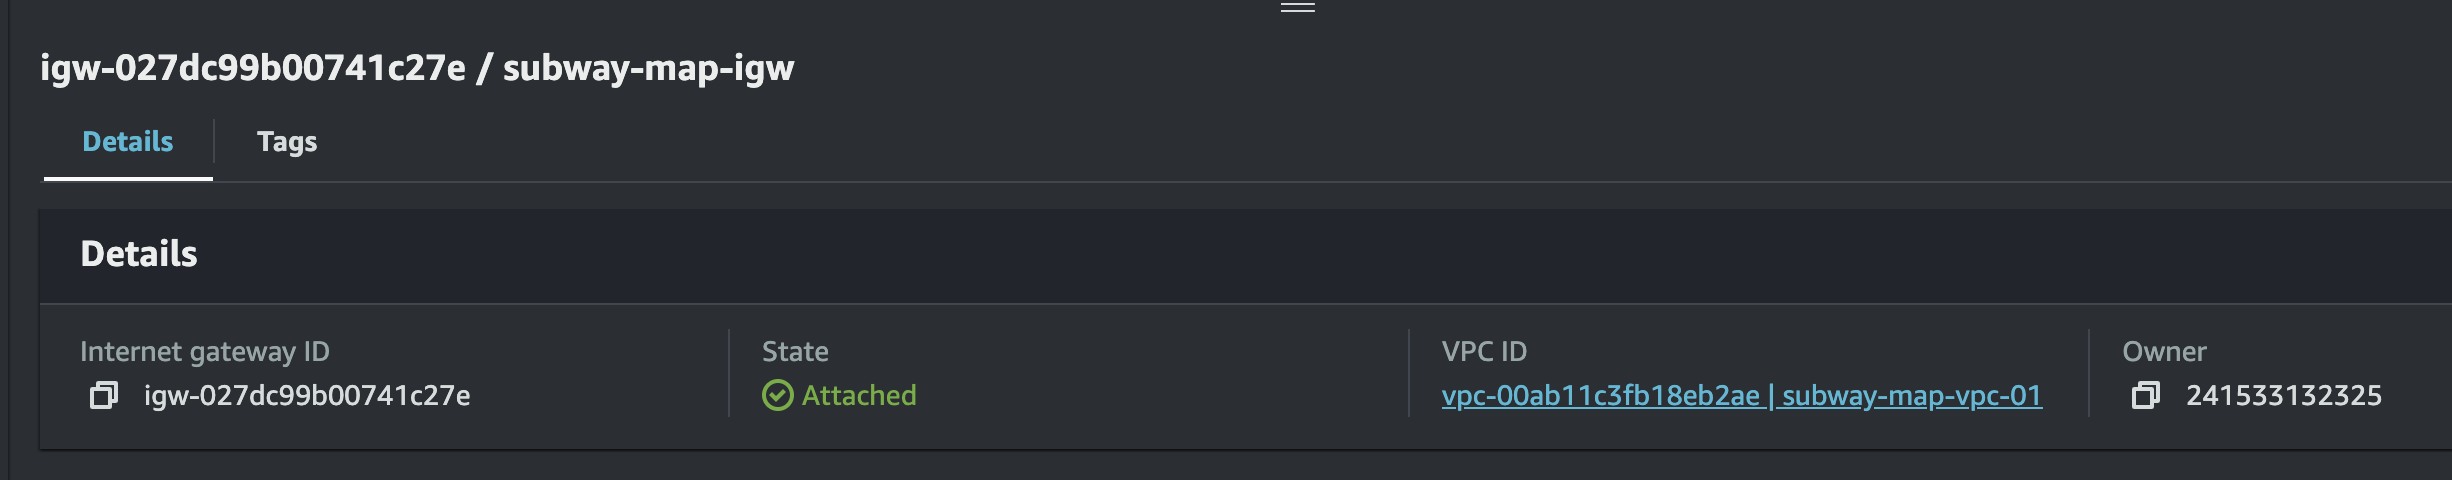 igw-027dc99b00741c27e / subway-map-igw
Details
Tags
Details
Internet gateway ID
igw-027dc99b00741c27e
State
Attached
VPC ID
vpc-00ab11c3fb18eb2ae | subway-map-vpc-01
Owner
241533132325